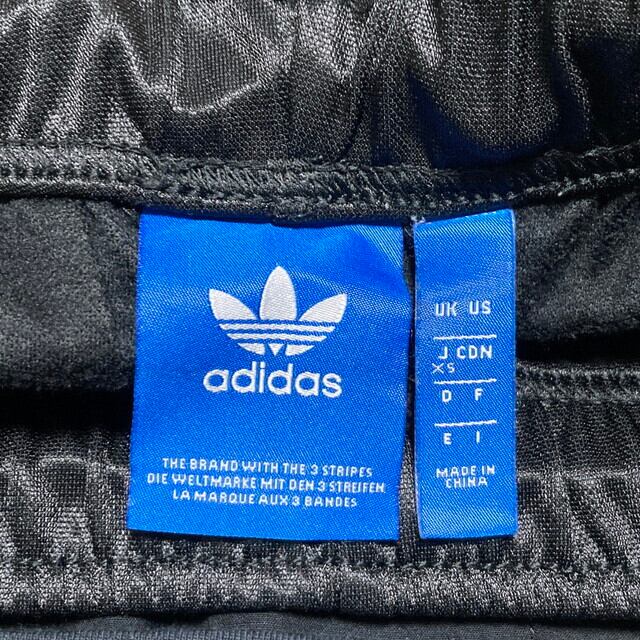 adidas
THE BRAND WITH THE 3 STRIPES
DIE WELTMARKE MIT DEN 3 STREIFEN
LA MARQUE AUX 3 BANDES
UK US
J CDN
XS
D F
E I
MADE IN
CHINA